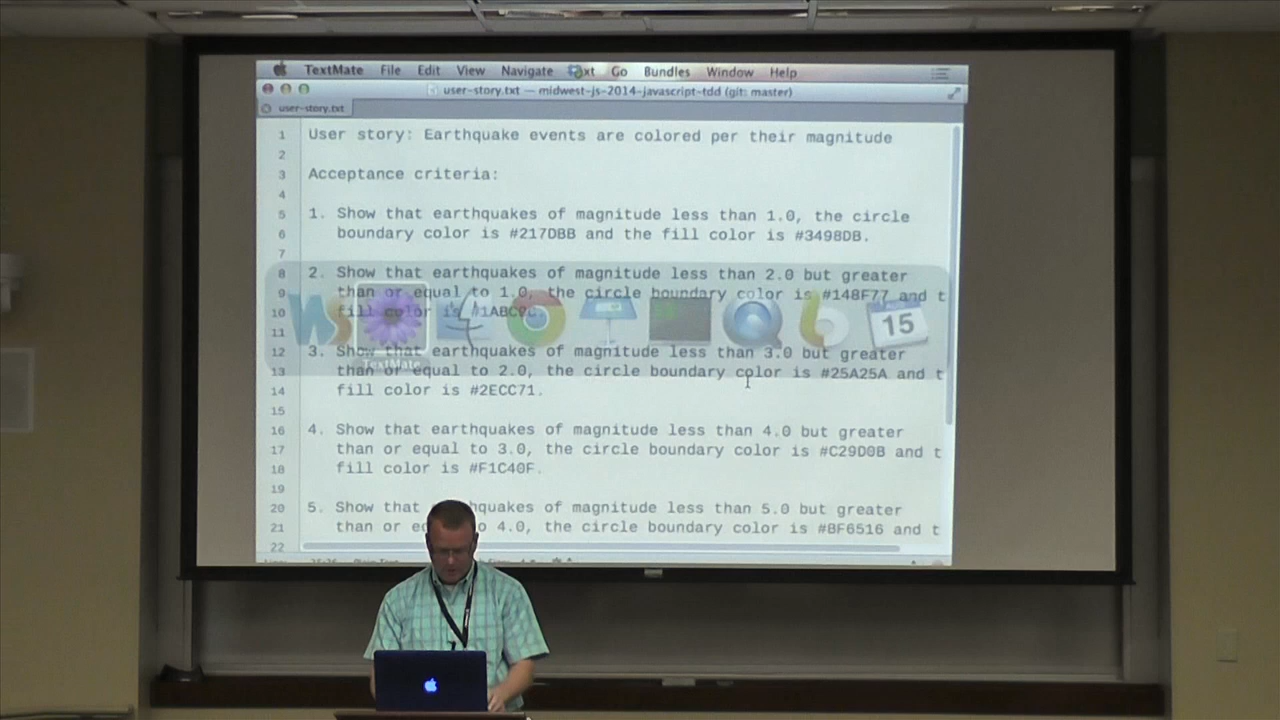 TextMate File Edit View Navigate Text Go Bundles Window Help
user-story.txt — midwest-js-2014-javascript-tdd (git: master)
user-story.txt
1 User story: Earthquake events are colored per their magnitude
2
3 Acceptance criteria:
4
5 1. Show that earthquakes of magnitude less than 1.0, the circle
6 boundary color is #217DBB and the fill color is #3498DB.
7
8 2. Show that earthquakes of magnitude less than 2.0 but greater
9 than or equal to 1.0, the circle boundary color is #148F77 and t
10 fill color is #1ABC9C.
11
12 3. Show that earthquakes of magnitude less than 3.0 but greater
TextMate
13 than or equal to 2.0, the circle boundary color is #25A25A and t
14 fill color is #2ECC71.
15
16 4. Show that earthquakes of magnitude less than 4.0 but greater
17 than or equal to 3.0, the circle boundary color is #C29D0B and t
18 fill color is #F1C40F.
19
20 5. Show that earthquakes of magnitude less than 5.0 but greater
21 than or to 4.0, the circle boundary color is #BF6516 and t
22
15